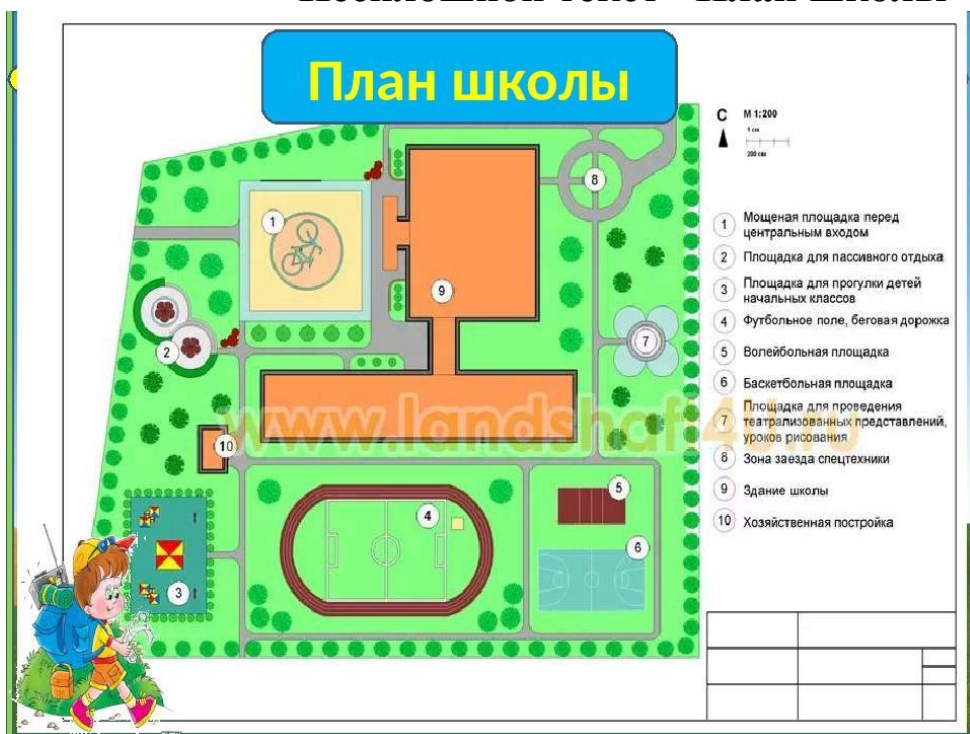 План школы
С М 1:200
1 см
200 см
1 Мощеная площадка перед
центральным входом
2 Площадка для пассивного отдыха
3 Площадка для прогулки детей
начальных классов
4 Футбольное поле, беговая дорожка
5 Волейбольная площадка
6 Баскетбольная площадка
7 Площадка для проведения
театрализованных представлений,
уроков рисования
8 Зона заезда спецтехники
9 Здание школы
10 Хозяйственная постройка
1
8
9
2
7
10
5
4
6
3